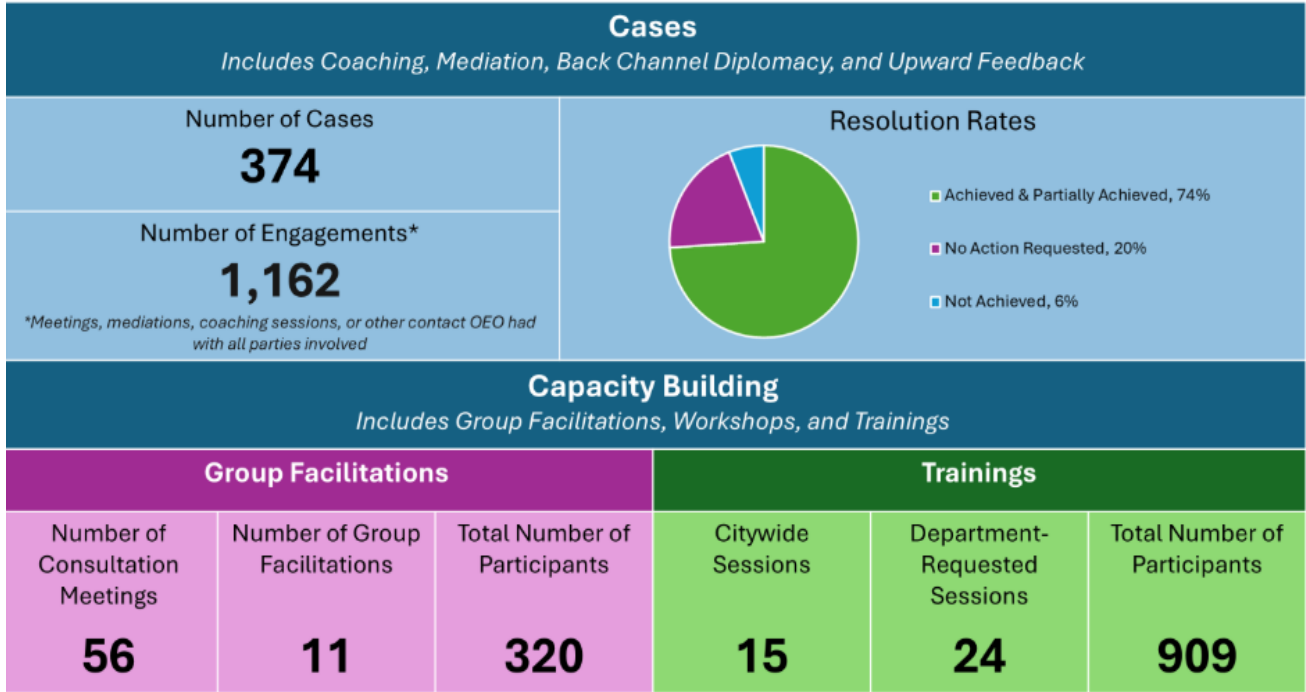 Cases
Includes Coaching, Mediation, Back Channel Diplomacy, and Upward Feedback
Number of Cases
374
Number of Engagements*
1,162
*Meetings, mediations, coaching sessions, or other contact OEO had
with all parties involved
Resolution Rates
Achieved & Partially Achieved, 74%
No Action Requested, 20%
Not Achieved, 6%
Capacity Building
Includes Group Facilitations, Workshops, and Trainings
Group Facilitations
Number of
Consultation
Meetings
56
Number of Group
Facilitations
11
Total Number of
Participants
320
Trainings
Citywide
Sessions
15
Department-
Requested
Sessions
24
Total Number of
Participants
909